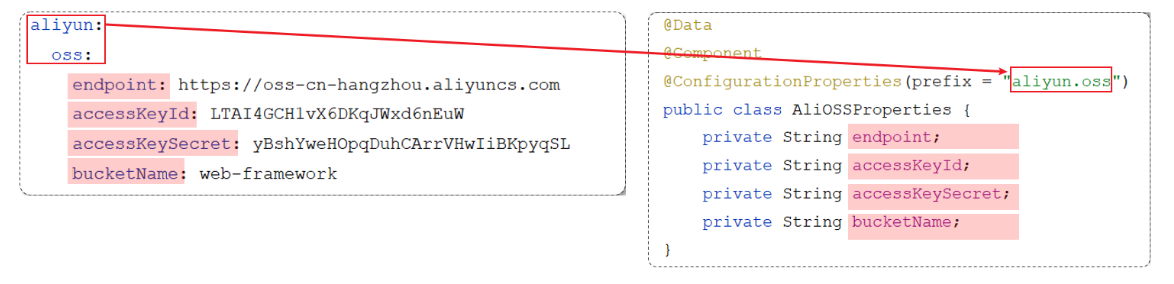 aliyun:
oss:
endpoint: https://oss-cn-hangzhou.aliyuncs.com
accessKeyId: LTAI4GCH1vX6DKqJWxd6nEuW
accessKeySecret: yBshYweHOpqDuhCArrVHwIiBKpyqSL
bucketName: web-framework
@Data
@Component
@ConfigurationProperties(prefix = "aliyun.oss")
public class AliOSSProperties {
private String endpoint;
private String accessKeyId;
private String accessKeySecret;
private String bucketName;
}